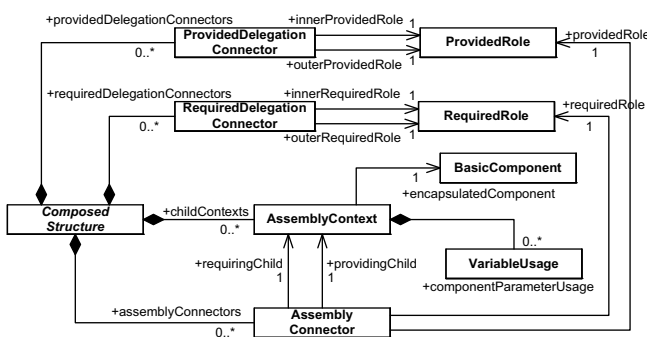 +providedDelegationConnectors
0..*
ProvidedDelegation
Connector
+innerProvidedRole
1
+outerProvidedRole
1
ProvidedRole
+providedRole
1
+requiredDelegationConnectors
0..*
RequiredDelegation
Connector
+innerRequiredRole
1
+outerRequiredRole
1
RequiredRole
+requiredRole
1
BasicComponent
1
+encapsulatedComponent
Composed
Structure
+childContexts
0..*
AssemblyContext
0..*
VariableUsage
+componentParameterUsage
+requiringChild
1
+providingChild
1
+assemblyConnectors
0..*
Assembly
Connector